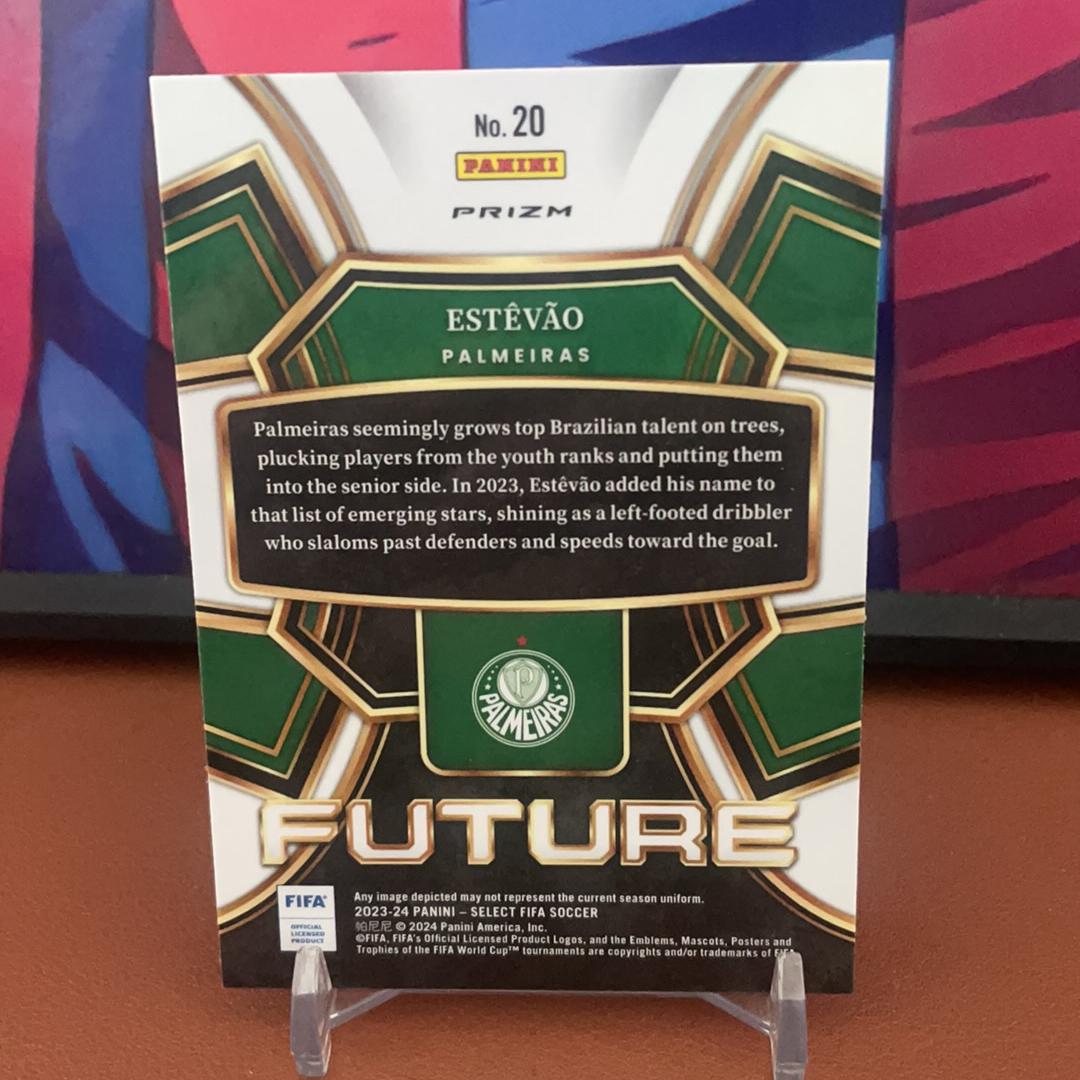 No. 20
PANINI
PRIZM
ESTÊVÃO
PALMEIRAS
Palmeiras seemingly grows top Brazilian talent on trees,
plucking players from the youth ranks and putting them
into the senior side. In 2023, Estêvão added his name to
that list of emerging stars, shining as a left-footed dribbler
who slaloms past defenders and speeds toward the goal.
P
PALMEIRAS
FUTURE
FIFA®
OFFICIAL
LICENSED
PRODUCT
Any image depicted may not represent the current season uniform.
2023-24 PANINI – SELECT FIFA SOCCER
帕尼尼 © 2024 Panini America, Inc.
©FIFA, FIFA's Official Licensed Product Logos, and the Emblems, Mascots, Posters and
Trophies of the FIFA World Cup™ tournaments are copyrights and/or trademarks of FIFA.